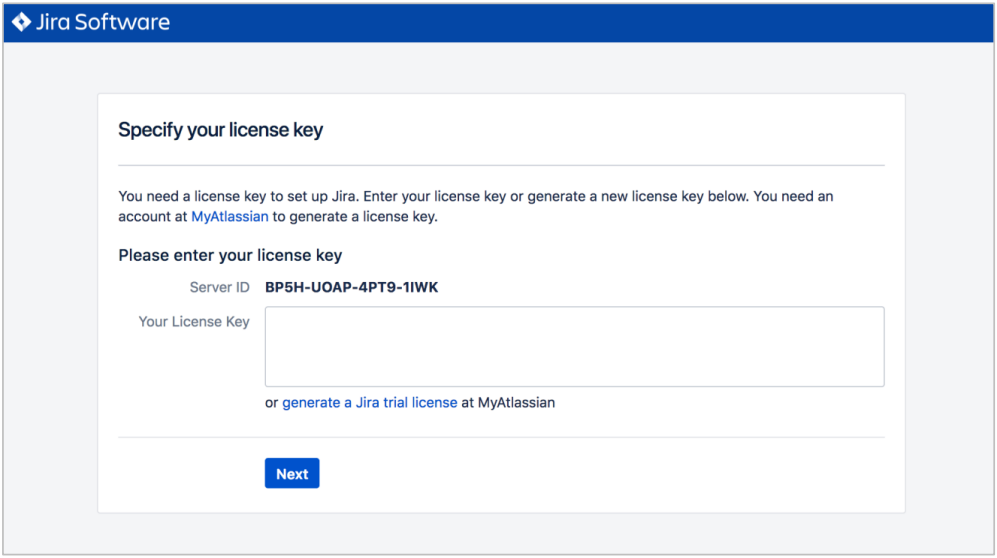 Jira Software
Specify your license key
You need a license key to set up Jira. Enter your license key or generate a new license key below. You need an
account at MyAtlassian to generate a license key.
Please enter your license key
Server ID BP5H-UOAP-4PT9-1IWK
Your License Key
or generate a Jira trial license at MyAtlassian
Next